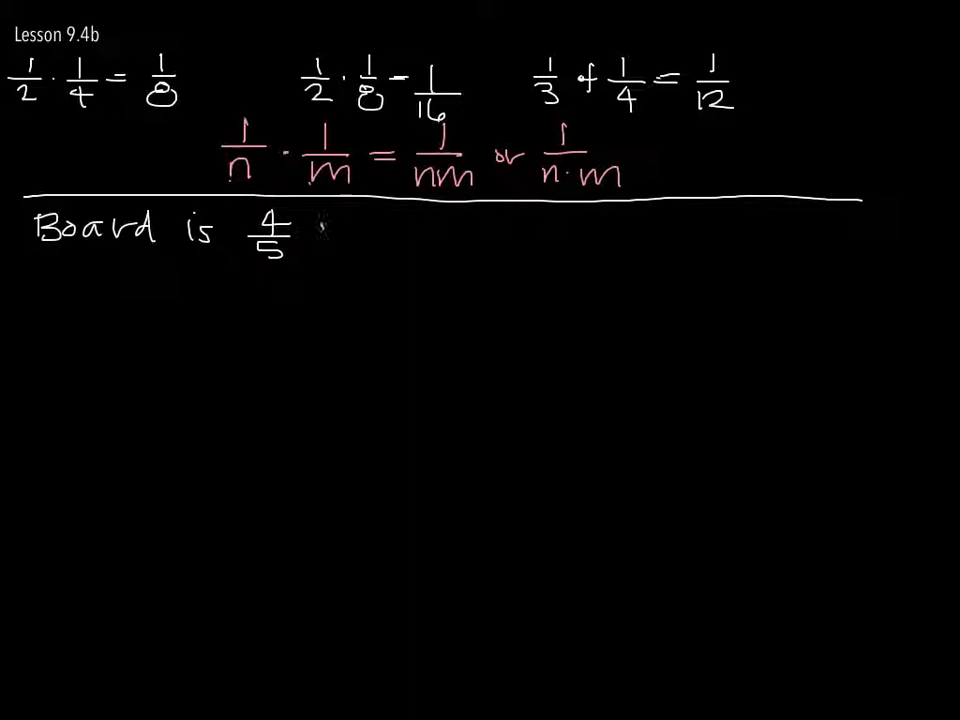 Lesson 9.4b
1/2 · 1/4 = 1/8   1/2 · 1/8 = 1/16   1/3 of 1/4 = 1/12
1/n · 1/m = 1/nm or 1/n·m
Board is 4/5